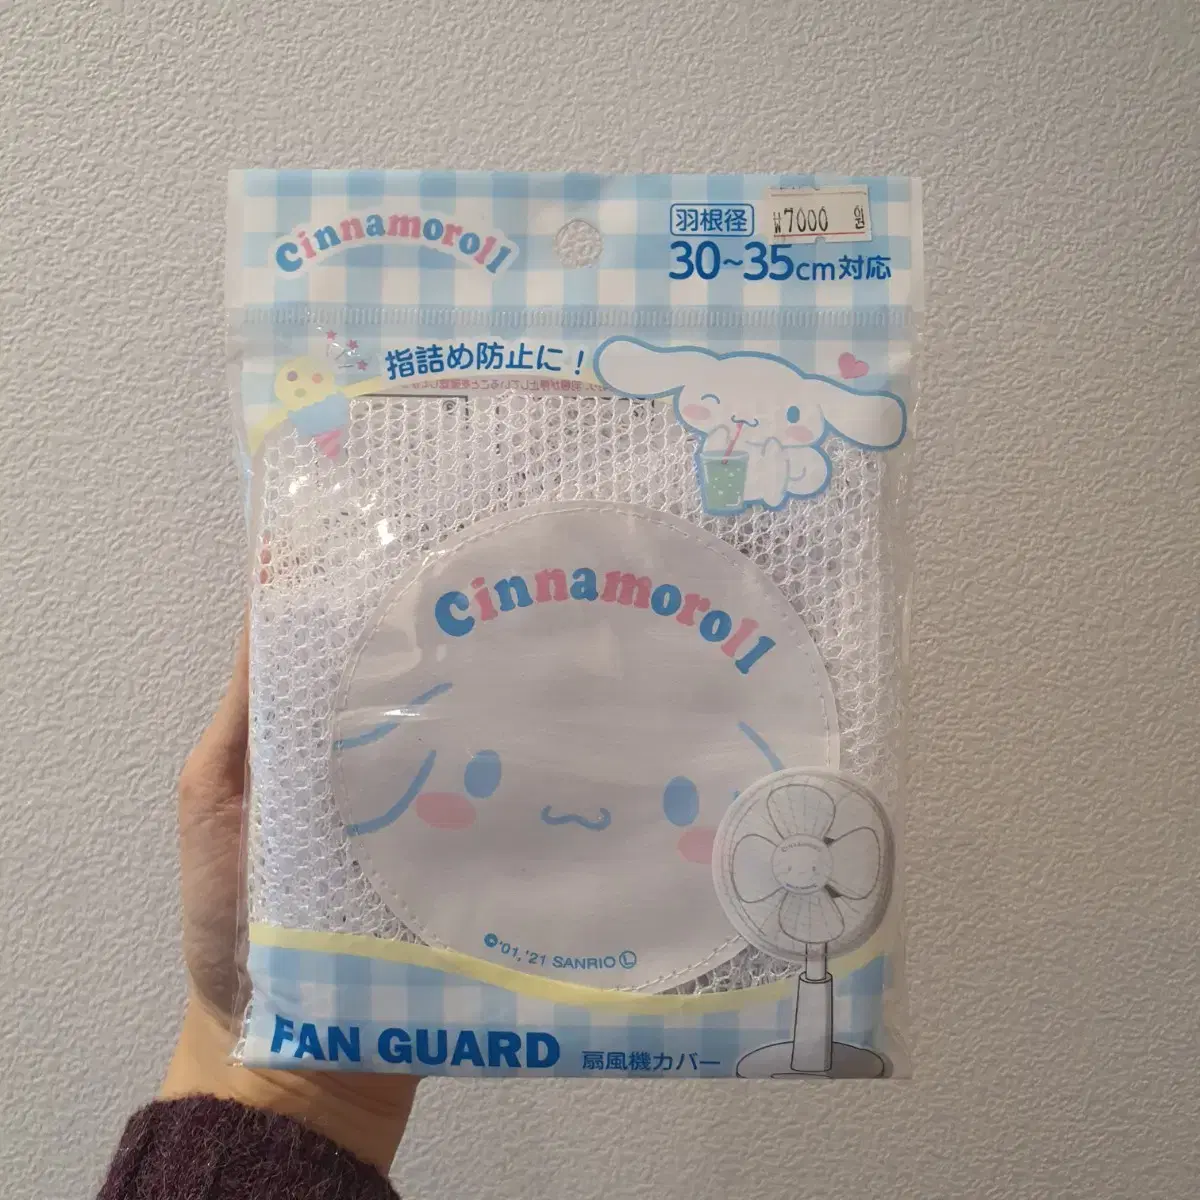 Cinnamoroll
羽根径
₩7000 원
30~35cm対応
指詰め防止に!
Cinnamoroll
©'01,'21 SANRIO Ⓛ
FAN GUARD
扇風機カバー